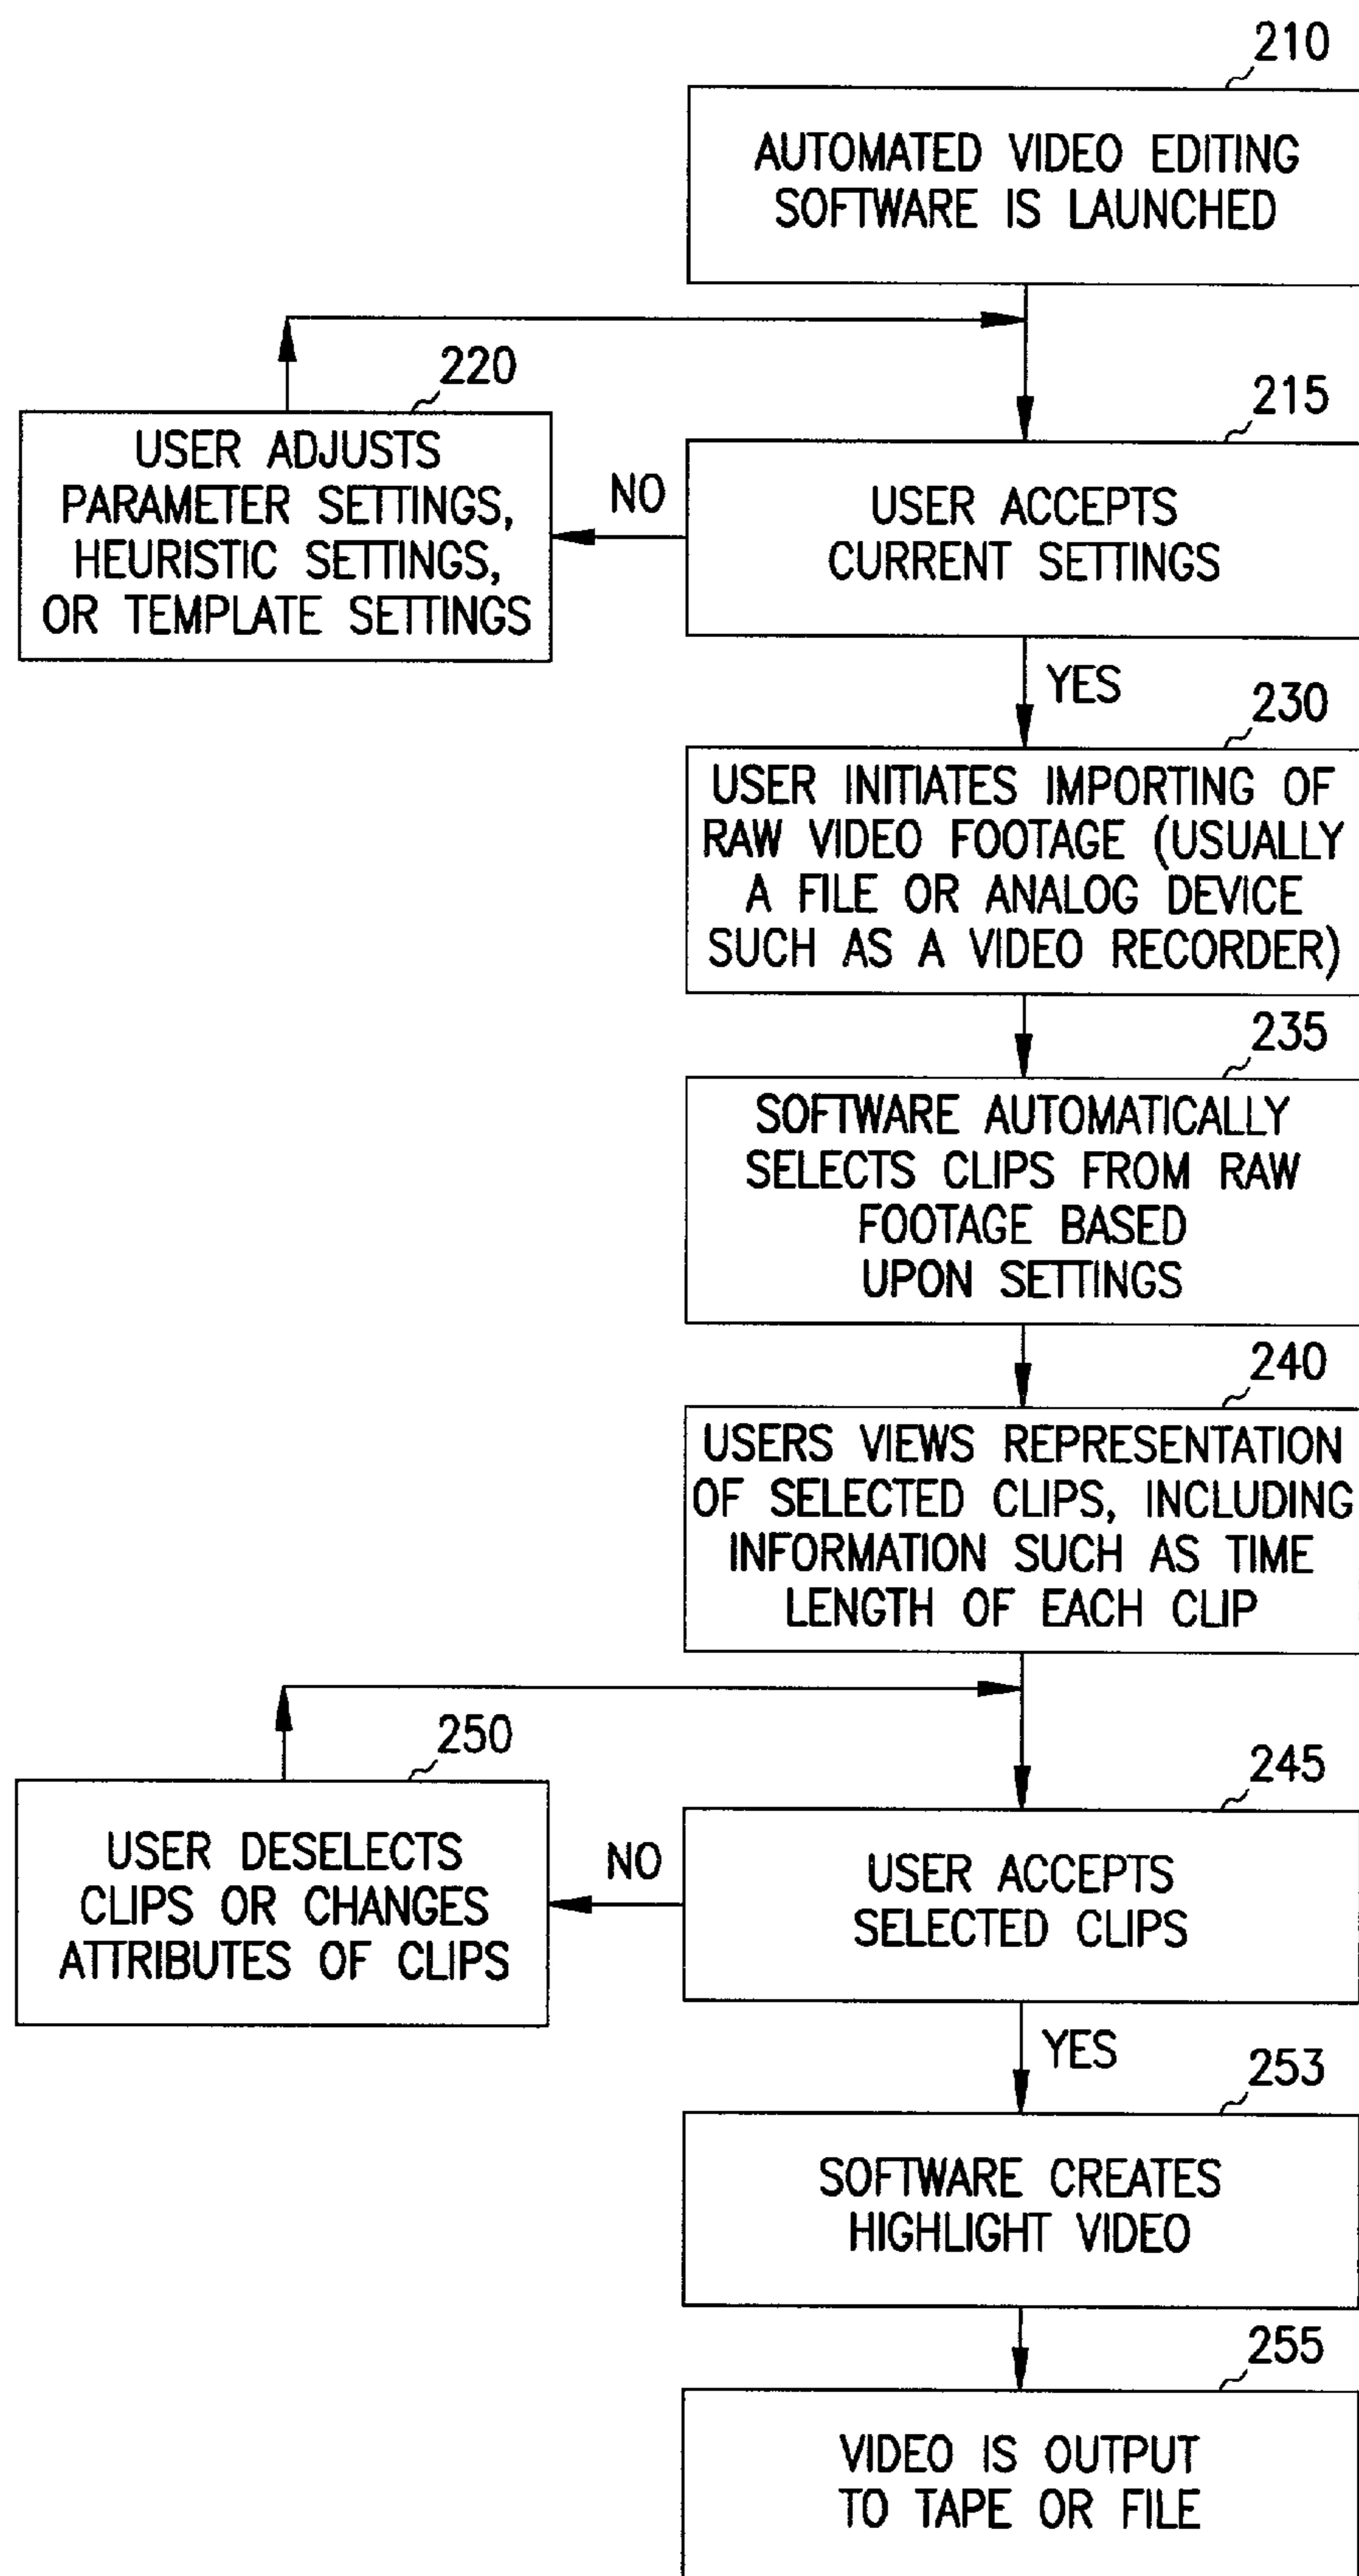 210
AUTOMATED VIDEO EDITING
SOFTWARE IS LAUNCHED
220
USER ADJUSTS
PARAMETER SETTINGS,
HEURISTIC SETTINGS,
OR TEMPLATE SETTINGS
NO
215
USER ACCEPTS
CURRENT SETTINGS
YES
230
USER INITIATES IMPORTING OF
RAW VIDEO FOOTAGE (USUALLY
A FILE OR ANALOG DEVICE
SUCH AS A VIDEO RECORDER)
235
SOFTWARE AUTOMATICALLY
SELECTS CLIPS FROM RAW
FOOTAGE BASED
UPON SETTINGS
240
USERS VIEWS REPRESENTATION
OF SELECTED CLIPS, INCLUDING
INFORMATION SUCH AS TIME
LENGTH OF EACH CLIP
250
USER DESELECTS
CLIPS OR CHANGES
ATTRIBUTES OF CLIPS
NO
245
USER ACCEPTS
SELECTED CLIPS
YES
253
SOFTWARE CREATES
HIGHLIGHT VIDEO
255
VIDEO IS OUTPUT
TO TAPE OR FILE